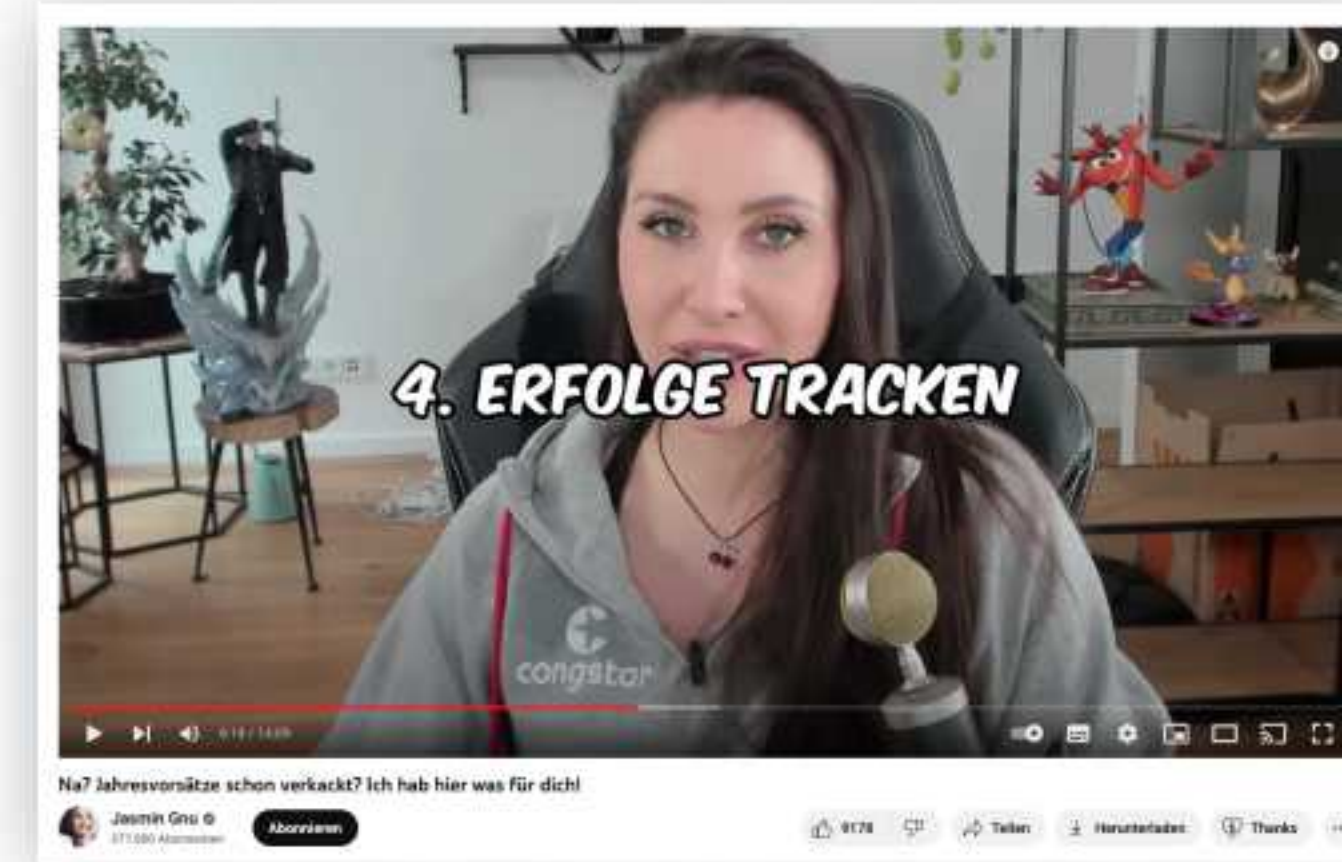 4. ERFOLGE TRACKEN
congstar
Na? Jahresvorsätze schon verkackt? Ich hab hier was für dich!
Jasmin Gnu
Abonnieren
9178
Teilen
Herunterladen
Thanks